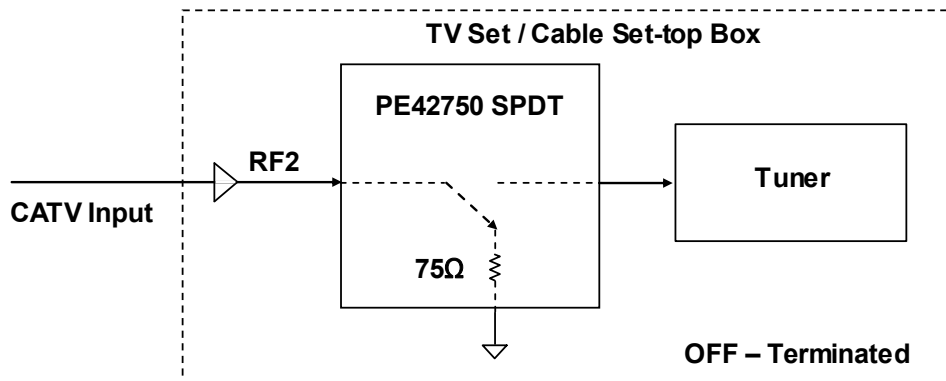 TV Set / Cable Set-top Box
PE42750 SPDT
RF2
Tuner
CATV Input
75Ω
OFF – Terminated